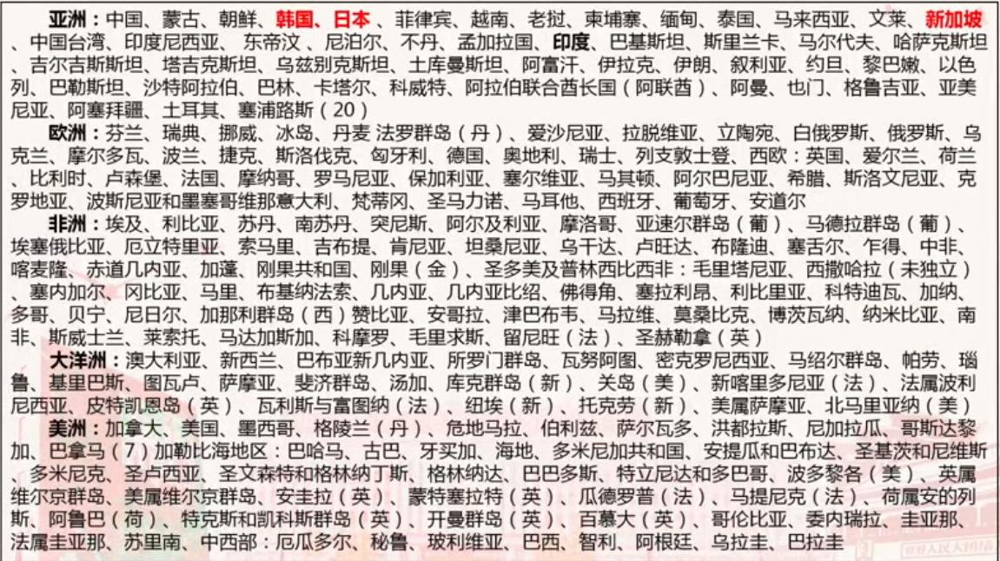 亚洲：中国、蒙古、朝鲜、韩国、日本 、菲律宾、越南、老挝、柬埔寨、缅甸、泰国、马来西亚、文莱、新加坡
、中国台湾、印度尼西亚、 东帝汶 、尼泊尔、不丹、孟加拉国、印度、巴基斯坦、斯里兰卡、马尔代夫、哈萨克斯坦
、吉尔吉斯斯坦、塔吉克斯坦、乌兹别克斯坦、土库曼斯坦、阿富汗、伊拉克、伊朗、叙利亚、约旦、黎巴嫩、以色
列、巴勒斯坦、沙特阿拉伯、巴林、卡塔尔、科威特、阿拉伯联合酋长国（阿联酋）、阿曼、也门、格鲁吉亚、亚美
尼亚、阿塞拜疆、土耳其、塞浦路斯（20）
欧洲：芬兰、瑞典、挪威、冰岛、丹麦 法罗群岛（丹）、爱沙尼亚、拉脱维亚、立陶宛、白俄罗斯、俄罗斯、乌
克兰、摩尔多瓦、波兰、捷克、斯洛伐克、匈牙利、德国、奥地利、瑞士、列支敦士登、西欧：英国、爱尔兰、荷兰
、比利时、卢森堡、法国、摩纳哥、罗马尼亚、保加利亚、塞尔维亚、马其顿、阿尔巴尼亚、希腊、斯洛文尼亚、克
罗地亚、波斯尼亚和墨塞哥维那意大利、梵蒂冈、圣马力诺、马耳他、西班牙、葡萄牙、安道尔
非洲：埃及、利比亚、苏丹、南苏丹、突尼斯、阿尔及利亚、摩洛哥、亚速尔群岛（葡）、马德拉群岛（葡）、
埃塞俄比亚、厄立特里亚、索马里、吉布提、肯尼亚、坦桑尼亚、乌干达、卢旺达、布隆迪、塞舌尔、乍得、中非、
喀麦隆、赤道几内亚、加蓬、刚果共和国、刚果（金）、圣多美及普林西比西非：毛里塔尼亚、西撒哈拉（未独立）
、塞内加尔、冈比亚、马里、布基纳法索、几内亚、几内亚比绍、佛得角、塞拉利昂、利比里亚、科特迪瓦、加纳、
多哥、贝宁、尼日尔、加那利群岛（西）赞比亚、安哥拉、津巴布韦、马拉维、莫桑比克、博茨瓦纳、纳米比亚、南
非、斯威士兰、莱索托、马达加斯加、科摩罗、毛里求斯、留尼旺（法）、圣赫勒拿（英）
大洋洲：澳大利亚、新西兰、巴布亚新几内亚、所罗门群岛、瓦努阿图、密克罗尼西亚、马绍尔群岛、帕劳、瑙
鲁、基里巴斯、图瓦卢、萨摩亚、斐济群岛、汤加、库克群岛（新）、关岛（美）、新喀里多尼亚（法）、法属波利
尼西亚、皮特凯恩岛（英）、瓦利斯与富图纳（法）、纽埃（新）、托克劳（新）、美属萨摩亚、北马里亚纳（美）
美洲：加拿大、美国、墨西哥、格陵兰（丹）、危地马拉、伯利兹、萨尔瓦多、洪都拉斯、尼加拉瓜、哥斯达黎
加、巴拿马（7）加勒比海地区：巴哈马、古巴、牙买加、海地、多米尼加共和国、安提瓜和巴布达、圣基茨和尼维斯
、多米尼克、圣卢西亚、圣文森特和格林纳丁斯、格林纳达、巴巴多斯、特立尼达和多巴哥、波多黎各（美）、英属
维尔京群岛、美属维尔京群岛、安圭拉（英）、蒙特塞拉特（英）、瓜德罗普（法）、马提尼克（法）、荷属安的列
斯、阿鲁巴（荷）、特克斯和凯科斯群岛（英）、开曼群岛（英）、百慕大（英）、哥伦比亚、委内瑞拉、圭亚那、
法属圭亚那、苏里南、中西部：厄瓜多尔、秘鲁、玻利维亚、巴西、智利、阿根廷、乌拉圭、巴拉圭